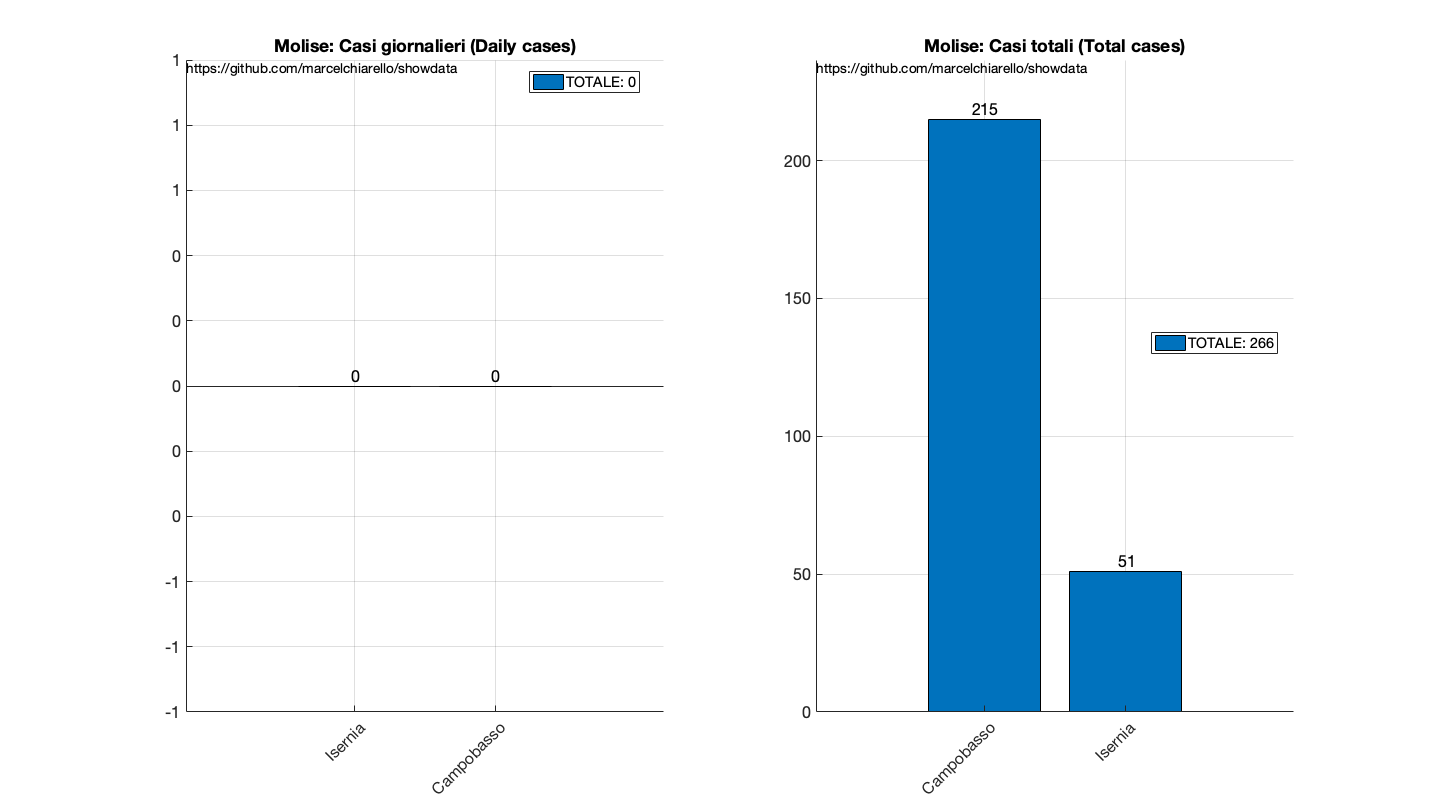 Molise: Casi giornalieri (Daily cases)
https://github.com/marcelchiarello/showdata
TOTALE: 0
1
1
1
0
0
0
0
0
-1
-1
-1
0
0
Isernia
Campobasso
Molise: Casi totali (Total cases)
https://github.com/marcelchiarello/showdata
215
200
150
TOTALE: 266
100
51
50
0
Campobasso
Isernia